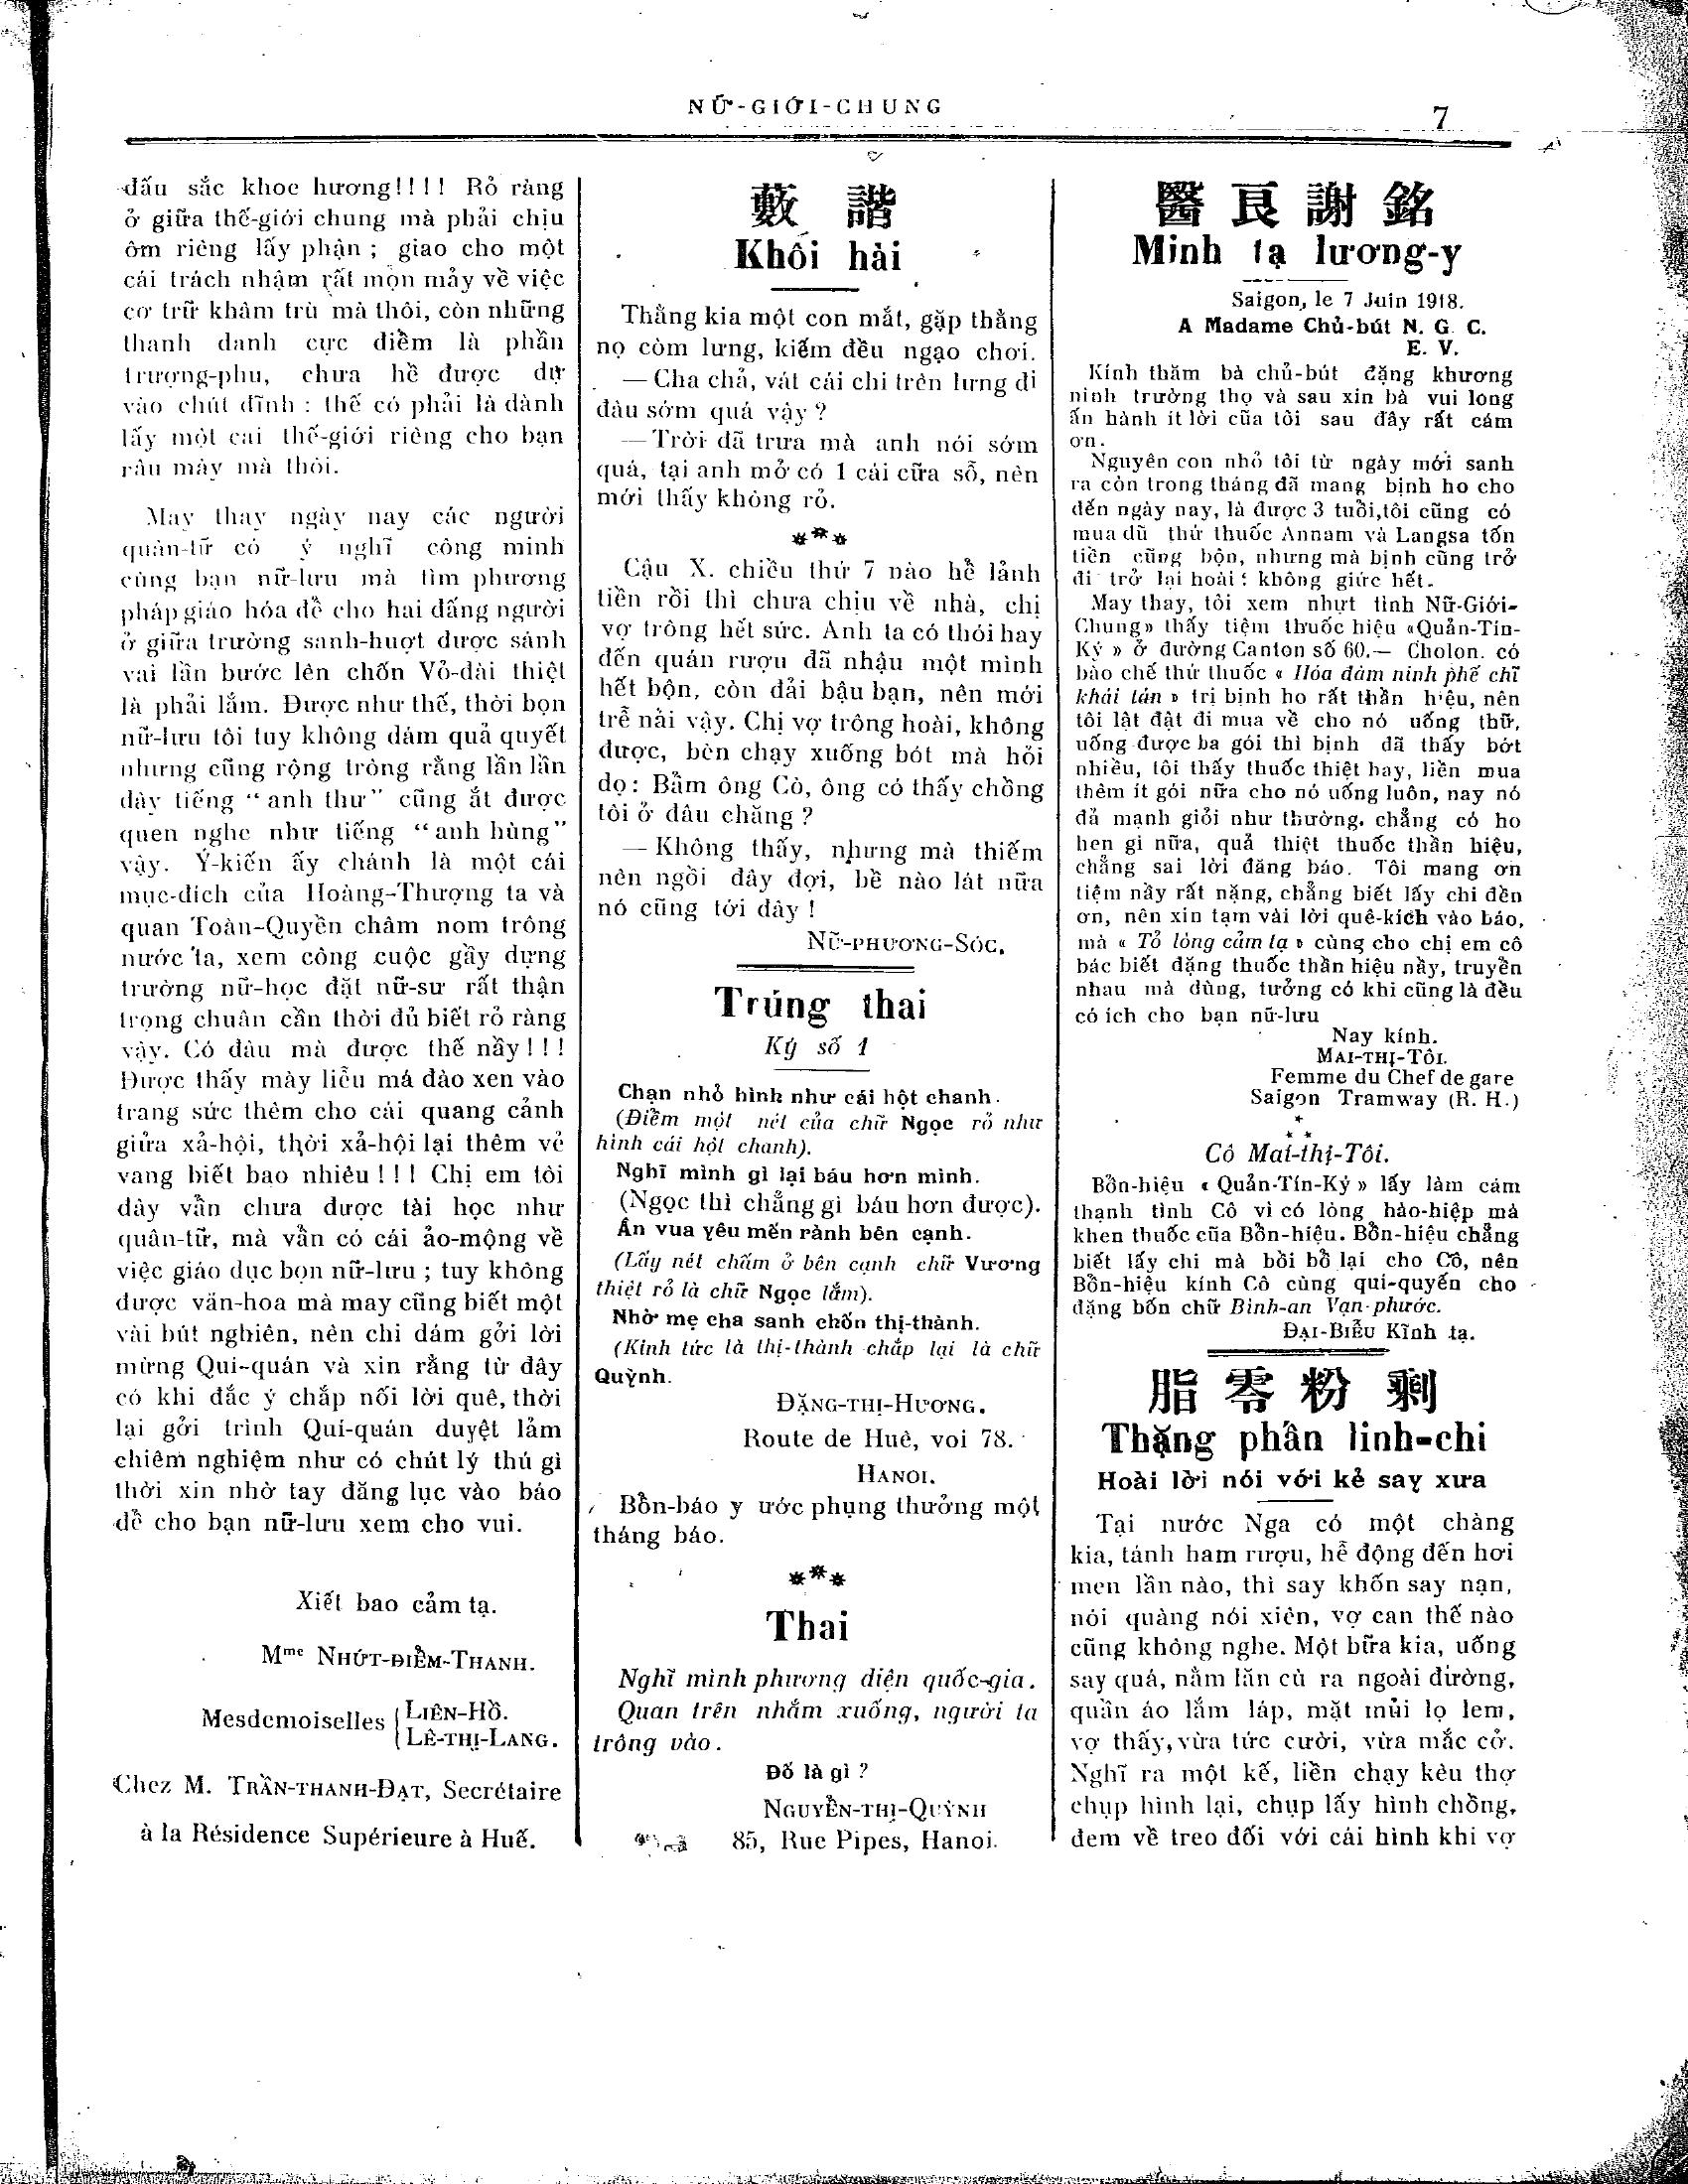 NỮ-GIỚI-CHUNG
7
đấu sắc khoe hương!!!! Rỏ ràng
ở giữa thế-giới chung mà phải chịu
ôm riêng lấy phận ; giao cho một
cái trách nhậm rất mọn mảy về việc
cơ trữ khâm trù mà thôi, còn những
thanh danh cực điềm là phần
trượng-phu, chưa hề được dự
vào chút đĩnh : thế có phải là dành
lấy một cai thế-giới riêng cho bạn
râu mày mà thôi.
May thay ngày nay các người
quân-tữ có ý nghĩ công minh
cùng bạn nữ-lưu mà tìm phương
pháp giáo hóa để cho hai đấng người
ở giữa trường sanh-huợt được sánh
vai lần bước lên chốn Vỏ-đài thiệt
là phải lắm. Được như thế, thời bọn
nữ-lưu tôi tuy không dám quả quyết
nhưng cũng rộng tròng rằng lần lần
dây tiếng “anh thư” cũng ắt được
quen nghe như tiếng “anh hùng”
vậy. Ý-kiến ấy chánh là một cái
mục-đich của Hoàng-Thượng ta và
quan Toàn-Quyền châm nom trông
nước ta, xem công cuộc gầy dựng
trường nữ-học đặt nữ-sư rất thận
trọng chuân cần thời đủ biết rỏ ràng
vậy. Có đâu mà được thế nầy!!!
Được thấy mày liễu má đào xen vào
trang sức thêm cho cái quang cảnh
giữa xả-hội, thời xả-hội lại thêm vẻ
vang biết bao nhiêu!!! Chị em tôi
dày vẫn chưa được tài học như
quân-tữ, mà vẫn có cái ảo-mộng về
việc giáo dục bọn nữ-lưu ; tuy không
được văn-hoa mà may cũng biết một
vài bút nghiên, nên chi dám gởi lời
mừng Qui-quán và xin rằng từ đây
có khi đắc ý chắp nối lời quê, thời
lại gởi trình Quí-quán duyệt lảm
chiêm nghiệm như có chút lý thú gì
thời xin nhờ tay đăng lục vào báo
để cho bạn nữ-lưu xem cho vui.
Xiết bao cảm tạ.
Mme NHỨT-ĐIỂM-THANH.
Mesdemoiselles { LIÊN-HỒ.
LÊ-THỊ-LANG.
Chez M. TRẦN-THANH-ĐẠT, Secrétaire
à la Résidence Supérieure à Huế.
藪 諧
Khôi hài
Thằng kia một con mắt, gặp thằng
nọ còm lưng, kiếm đều ngạo chơi.
— Cha chả, vát cái chi trên lưng đi
đàu sớm quá vậy ?
— Trời đã trưa mà anh nói sớm
quá, tại anh mở có 1 cái cữa sổ, nên
mới thấy không rỏ.
***
Cậu X. chiều thứ 7 nào hễ lảnh
tiền rồi thì chưa chịu về nhà, chị
vợ trông hết sức. Anh ta có thói hay
đến quán rượu đã nhậu một mình
hết bộn, còn đải bậu bạn, nên mới
trễ nải vậy. Chị vợ trông hoài, không
được, bèn chạy xuống bót mà hỏi
dọ: Bẩm ông Cò, ông có thấy chồng
tôi ở đâu chăng ?
— Không thấy, nhưng mà thiếm
nên ngồi đây đợi, bề nào lát nữa
nó cũng tới đây !
NỮ-PHƯƠNG-SÓC.
Trúng thai
Ký số 1
Chạn nhỏ hình như cái hột chanh.
(Điểm một nét của chữ Ngọc rỏ như
hình cái hột chanh).
Nghĩ mình gì lại báu hơn mình.
(Ngọc thì chẳng gì báu hơn được).
Ấn vua yêu mến rành bên cạnh.
(Lấy nét chấm ở bên cạnh chữ Vương
thiệt rỏ là chữ Ngọc lắm).
Nhờ mẹ cha sanh chốn thị-thành.
(Kinh tức là thị-thành chắp lại là chữ
Quỳnh.
ĐẶNG-THỊ-HƯƠNG.
Route de Huè, voi 78.
HANOI.
Bổn-báo y ước phụng thưởng một
tháng báo.
***
Thai
Nghĩ mình phương diện quốc-gia.
Quan trên nhắm xuống, người ta
trông vào.
Đố là gì ?
NGUYỄN-THỊ-QUỲNH
85, Rue Pipes, Hanoi.
醫 良 謝 銘
Minh tạ lương-y
Saigon, le 7 Juin 1918.
A Madame Chủ-bút N. G. C.
E. V.
Kính thăm bà chủ-bút đặng khương
ninh trường thọ và sau xin bà vui long
ấn hành ít lời cũa tôi sau đây rất cám
ơn.
Nguyên con nhỏ tôi từ ngày mới sanh
ra còn trong tháng đã mang bịnh ho cho
đến ngày nay, là được 3 tuổi, tôi cũng có
mua dũ thứ thuốc Annam và Langsa tốn
tiền cũng bộn, nhưng mà bịnh cũng trở
đi trở lại hoài: không giức hết.
May thay, tôi xem nhựt tình Nữ-Giới-
Chung» thấy tiệm thuốc hiệu «Quản-Tín-
Ký » ở đường Canton số 60.— Cholon. có
bào chế thứ thuốc « Hóa đàm ninh phế chĩ
khái tán » trị bịnh ho rất thần hiệu, nên
tôi lật đật đi mua về cho nó uống thử,
uống được ba gói thì bịnh đã thấy bớt
nhiều, tôi thấy thuốc thiệt hay, liền mua
thêm ít gói nữa cho nó uống luôn, nay nó
đả mạnh giỏi như thường. chẳng có ho
hen gi nữa, quả thiệt thuốc thần hiệu,
chẳng sai lời đăng báo. Tôi mang ơn
tiệm nầy rất nặng, chẳng biết lấy chi đền
ơn, nên xin tạm vài lời quê-kich vào báo,
mà « Tỏ lòng cảm tạ » cùng cho chị em cô
bác biết đặng thuốc thần hiệu nầy, truyền
nhau mà dùng, tưởng có khi cũng là đều
có ich cho bạn nữ-lưu
Nay kính.
MAI-THỊ-TÔI.
Femme du Chef de gare
Saigon Tramway (R. H.)
***
Cô Mai-thị-Tôi.
Bổn-hiệu « Quản-Tín-Ký » lấy làm cám
thạnh tình Cô vì có lòng hào-hiệp mà
khen thuốc cũa Bổn-hiệu. Bổn-hiệu chẳng
biết lấy chi mà bồi bổ lại cho Cô, nên
Bổn-hiệu kính Cô cùng qui-quyến cho
đặng bốn chữ Bình-an Vạn-phước.
ĐẠI-BIỂU Kĩnh tạ.
脂 零 粉 剩
Thặng phấn linh-chi
Hoài lời nói với kẻ say xưa
Tại nước Nga có một chàng
kia, tánh ham rượu, hễ động đến hơi
men lần nào, thì say khốn say nạn,
nói quàng nói xiên, vợ can thế nào
cũng không nghe. Một bữa kia, uống
say quá, nằm lăn cù ra ngoài đường,
quần áo lắm láp, mặt mủi lọ lem,
vợ thấy, vừa tức cười, vừa mắc cở.
Nghĩ ra một kế, liền chạy kèu thợ
chụp hình lại, chụp lấy hình chồng,
đem về treo đối với cái hình khi vợ